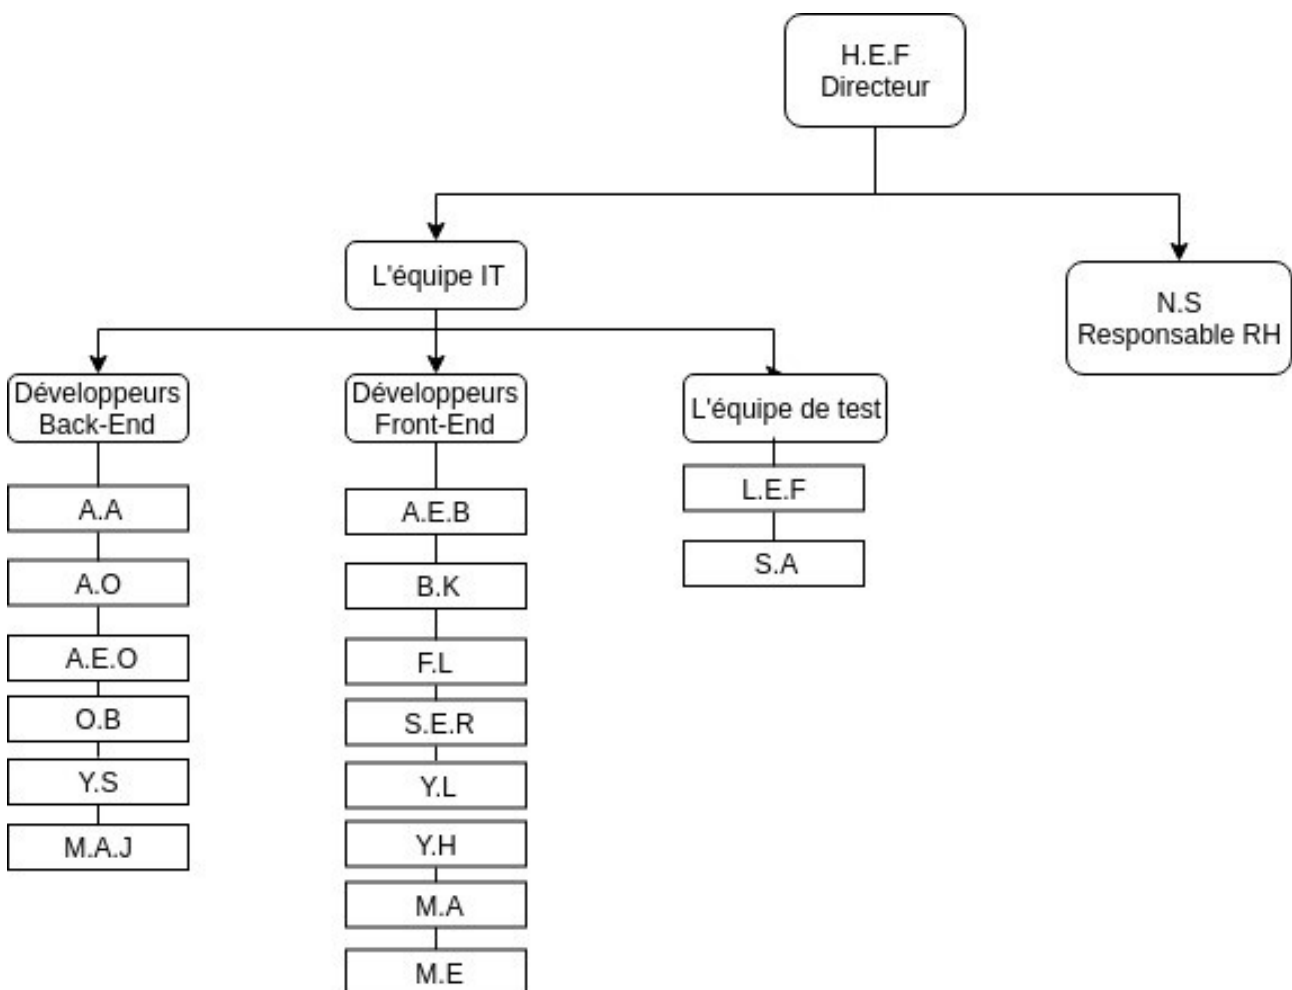 H.E.F
Directeur
L'équipe IT
N.S
Responsable RH
Développeurs
Back-End
A.A
A.O
A.E.O
O.B
Y.S
M.A.J
Développeurs
Front-End
A.E.B
B.K
F.L
S.E.R
Y.L
Y.H
M.A
M.E
L'équipe de test
L.E.F
S.A